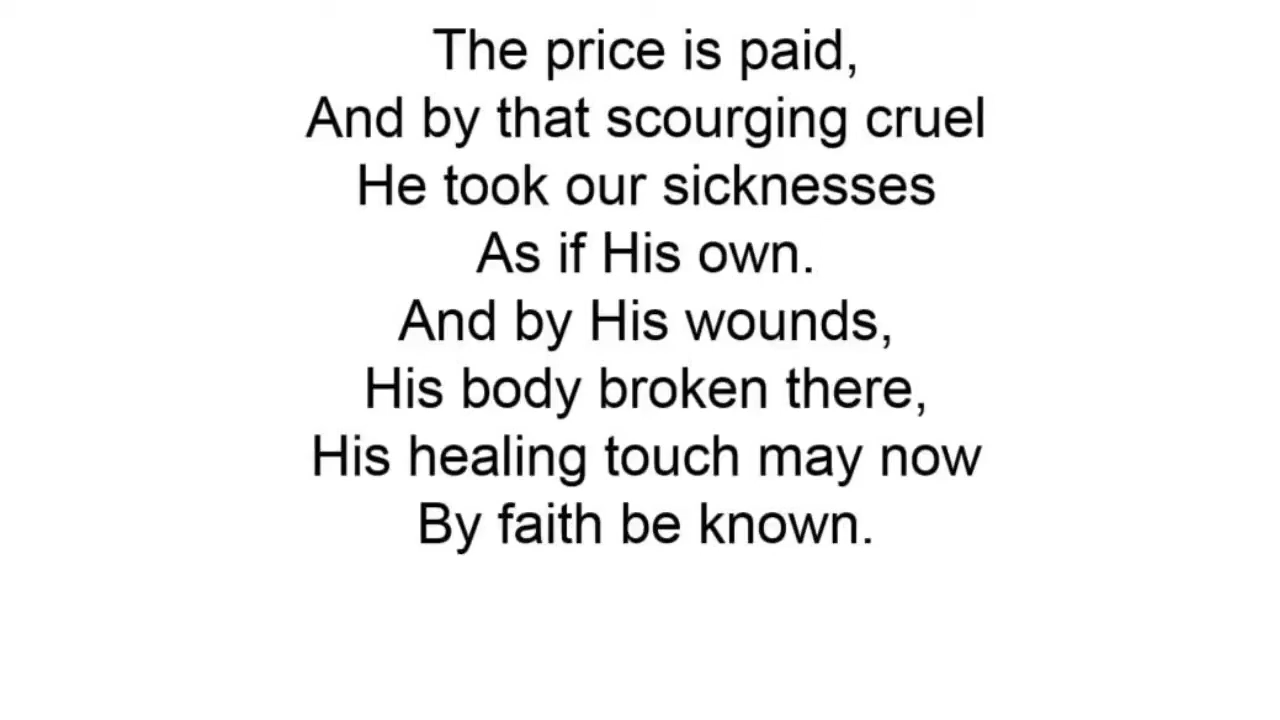 The price is paid,
And by that scourging cruel
He took our sicknesses
As if His own.
And by His wounds,
His body broken there,
His healing touch may now
By faith be known.